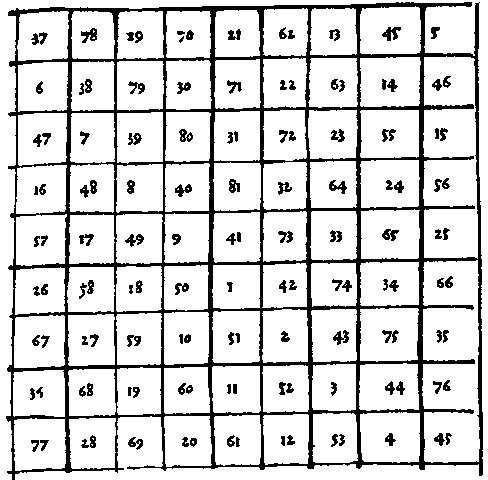 37 78 29 70 21 62 13 45 5
6 38 79 30 71 22 63 14 46
47 7 39 80 31 72 23 55 15
16 48 8 40 81 32 64 24 56
57 17 49 9 41 73 33 65 25
26 58 18 50 1 42 74 34 66
67 27 59 10 51 2 43 75 35
36 68 19 60 11 52 3 44 76
77 28 69 20 61 12 53 4 45